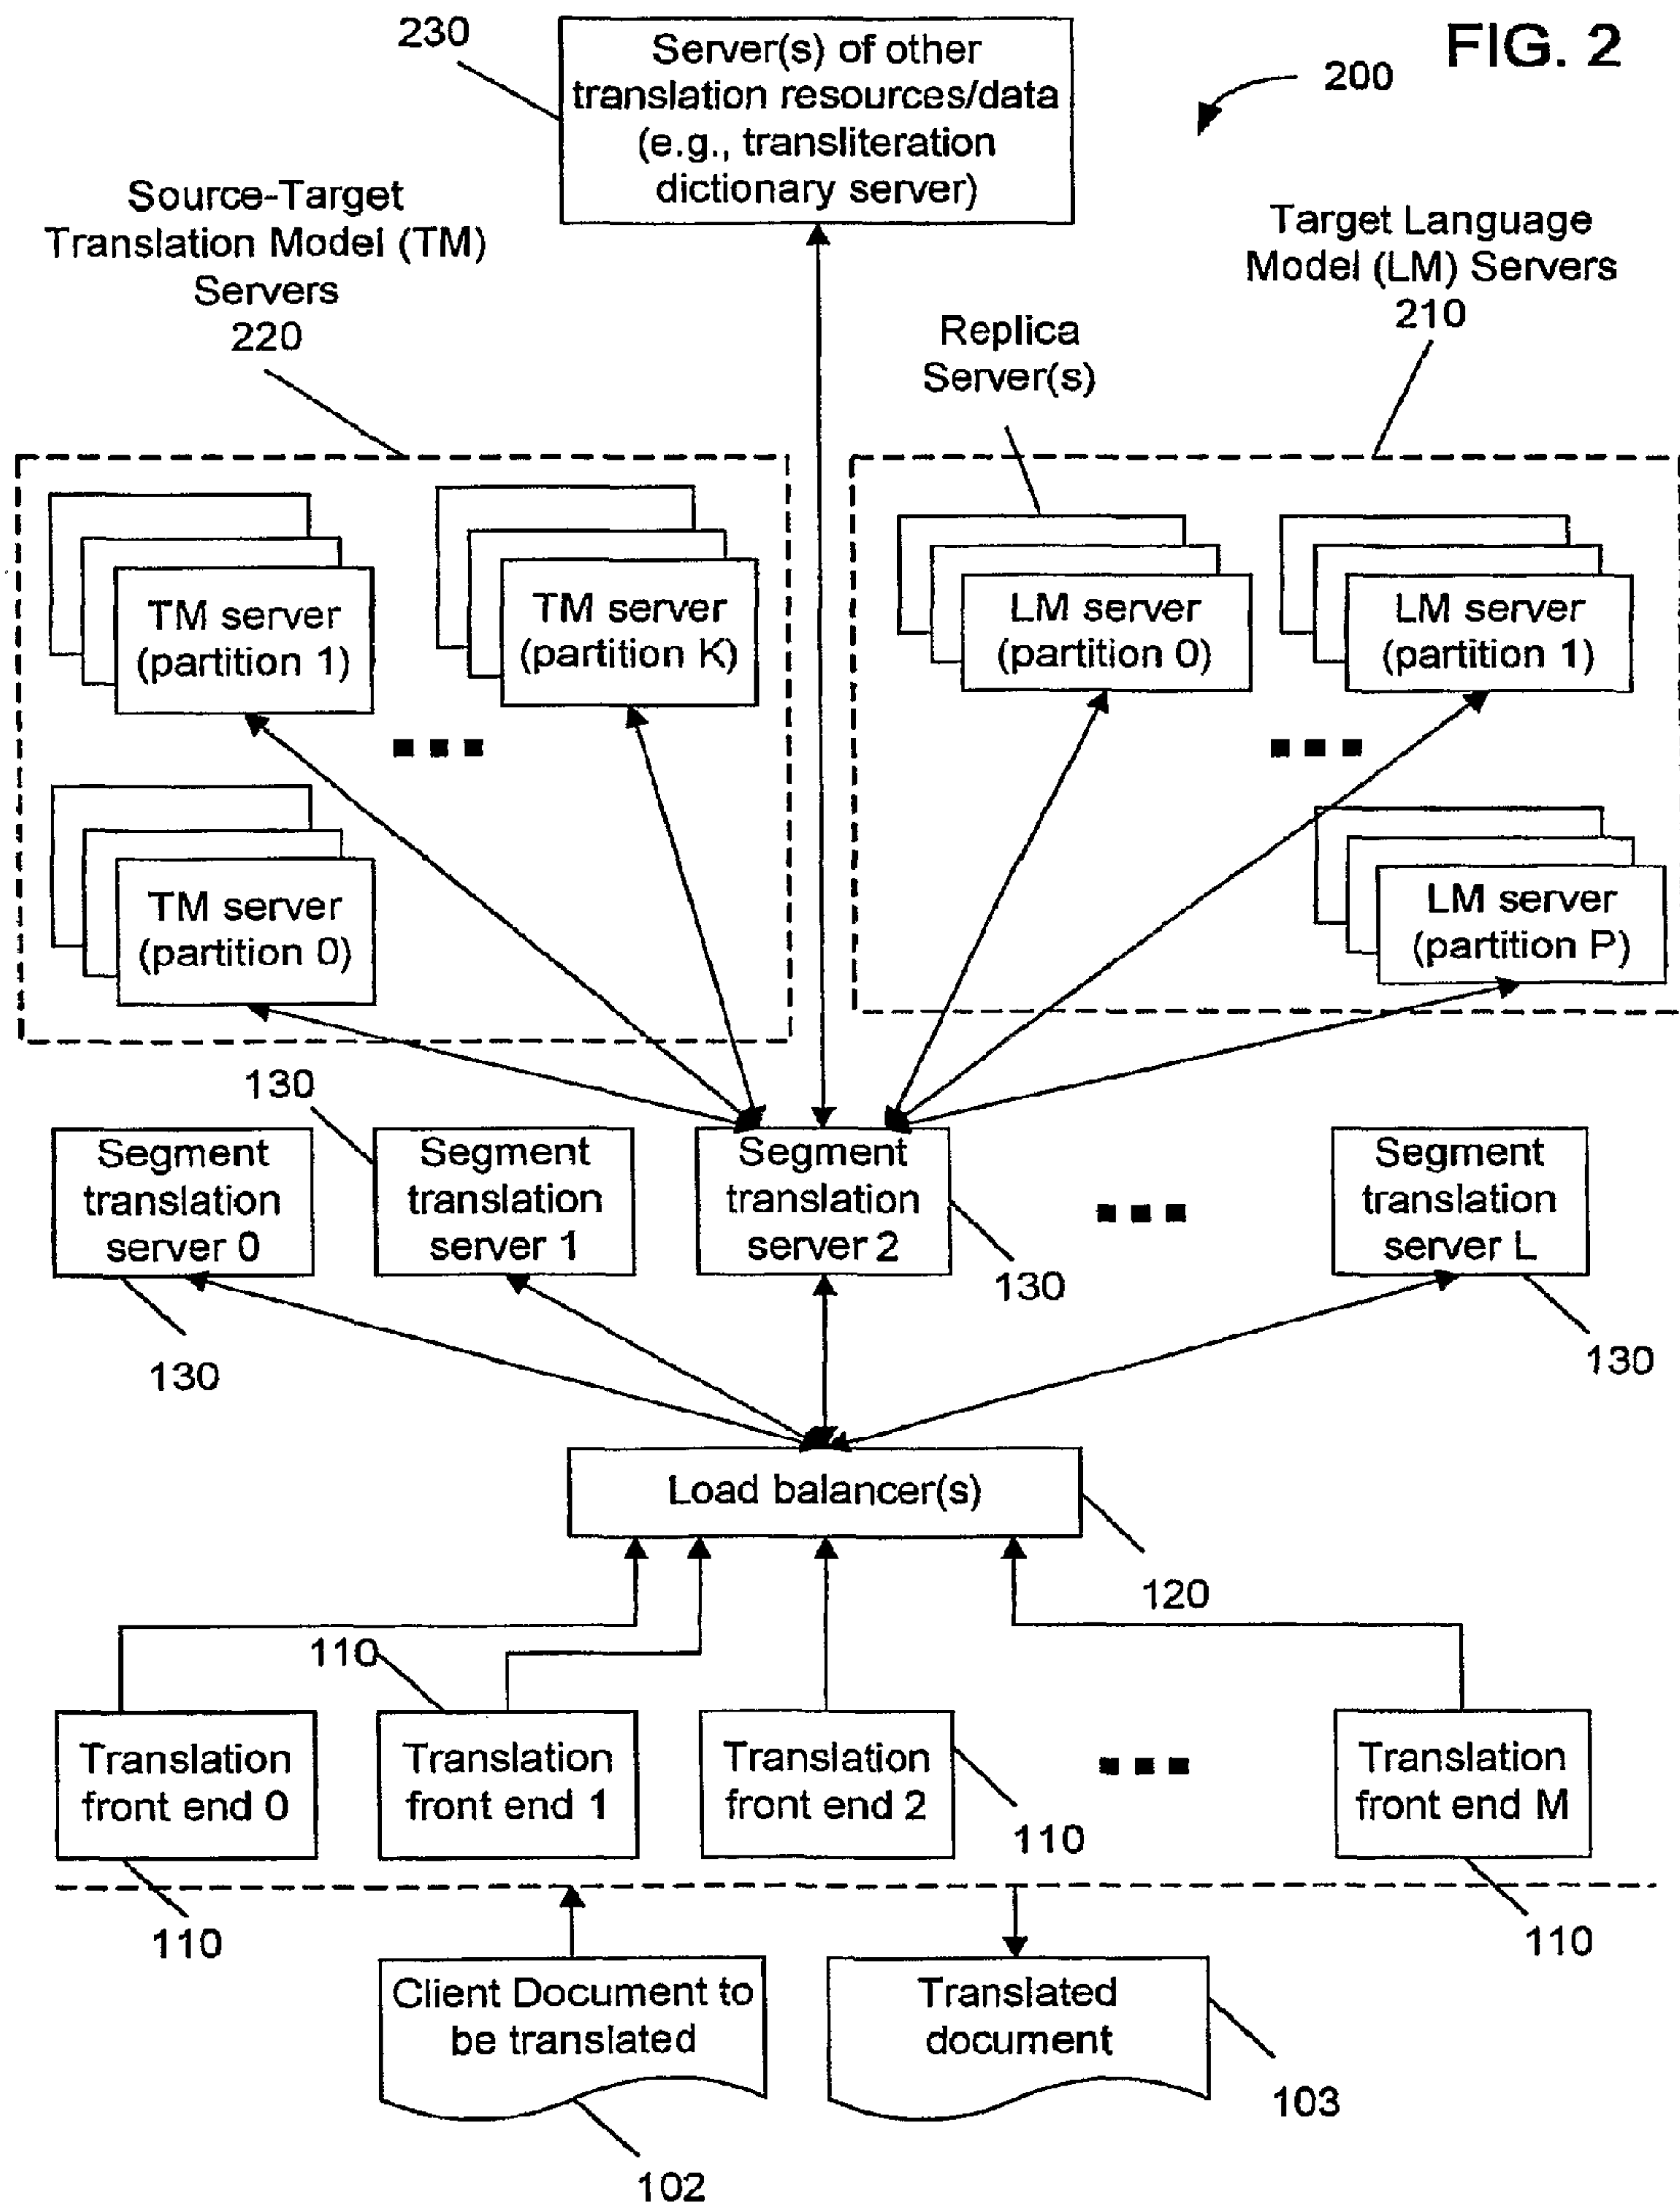 FIG. 2
230
Server(s) of other
translation resources/data
(e.g., transliteration
dictionary server)
200
Source-Target
Translation Model (TM)
Servers
220
Target Language
Model (LM) Servers
210
Replica
Server(s)
TM server
(partition 1)
TM server
(partition K)
LM server
(partition 0)
LM server
(partition 1)
TM server
(partition 0)
LM server
(partition P)
130
Segment
translation
server 0
Segment
translation
server 1
Segment
translation
server 2
Segment
translation
server L
130
130
130
Load balancer(s)
120
110
Translation
front end 0
Translation
front end 1
Translation
front end 2
Translation
front end M
110
110
110
Client Document to
be translated
Translated
document
103
102